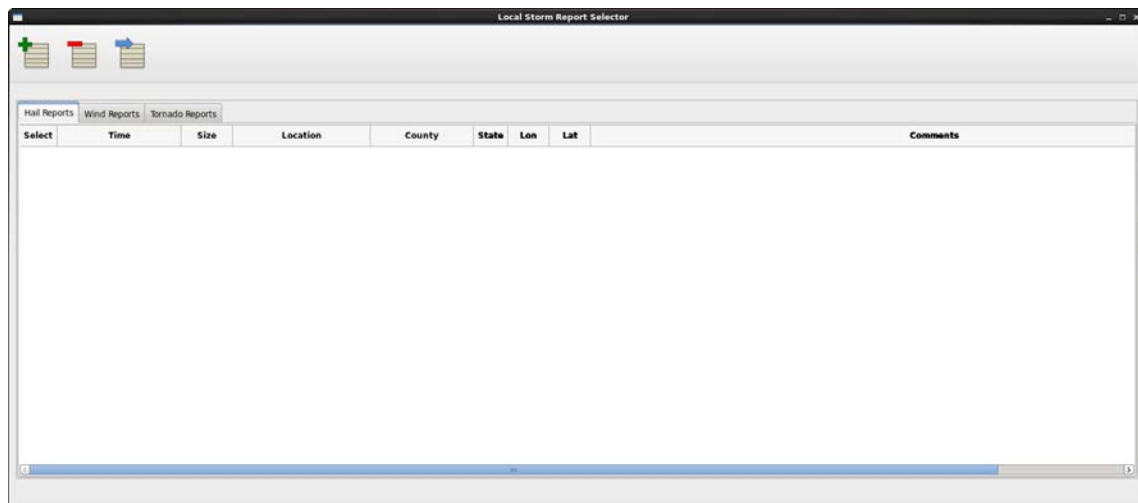 Local Storm Report Selector
Hail Reports Wind Reports Tornado Reports
Select Time Size Location County State Lon Lat Comments